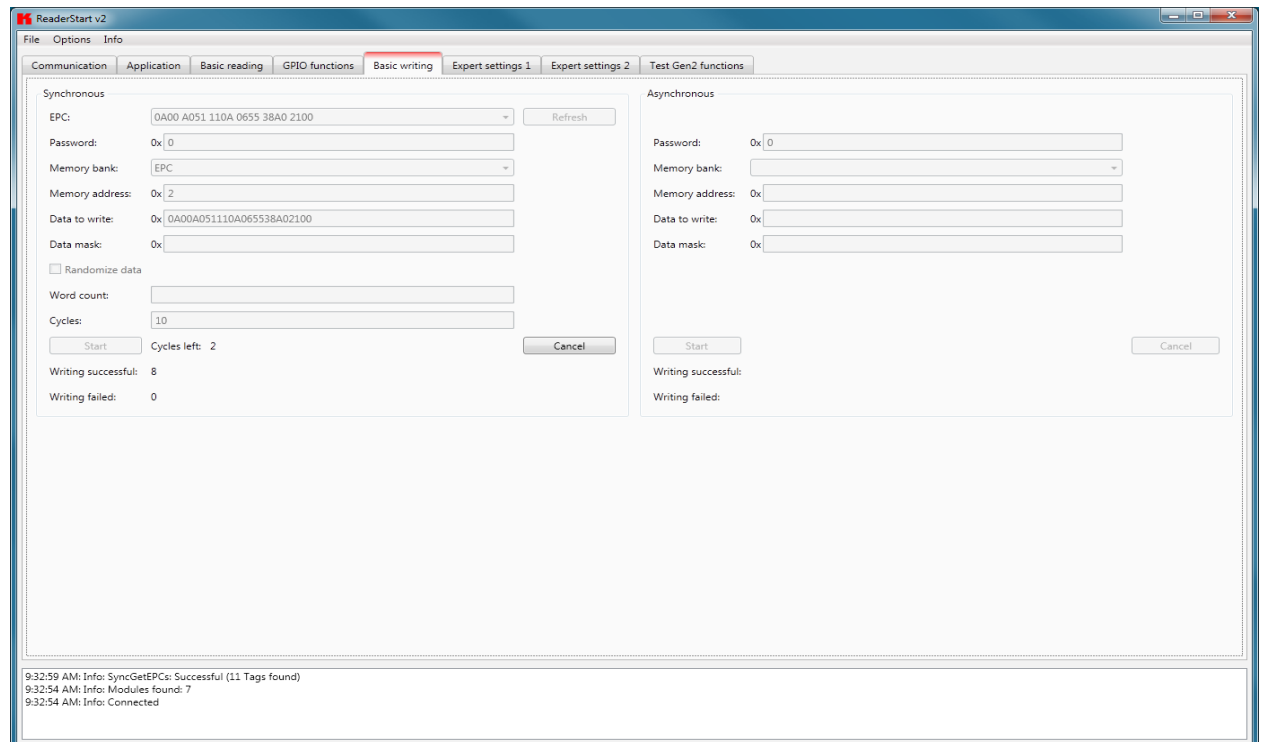 ReaderStart v2
File Options Info
Communication Application Basic reading GPIO functions Basic writing Expert settings 1 Expert settings 2 Test Gen2 functions
Synchronous
EPC: 0A00 A051 110A 0655 38A0 2100 Refresh
Password: 0x 0
Memory bank: EPC
Memory address: 0x 2
Data to write: 0x 0A00A051110A065538A02100
Data mask: 0x
Randomize data
Word count:
Cycles: 10
Start Cycles left: 2 Cancel
Writing successful: 8
Writing failed: 0
Asynchronous
Password: 0x 0
Memory bank:
Memory address: 0x
Data to write: 0x
Data mask: 0x
Start Cancel
Writing successful:
Writing failed:
9:32:59 AM: Info: SyncGetEPCs: Successful (11 Tags found)
9:32:54 AM: Info: Modules found: 7
9:32:54 AM: Info: Connected